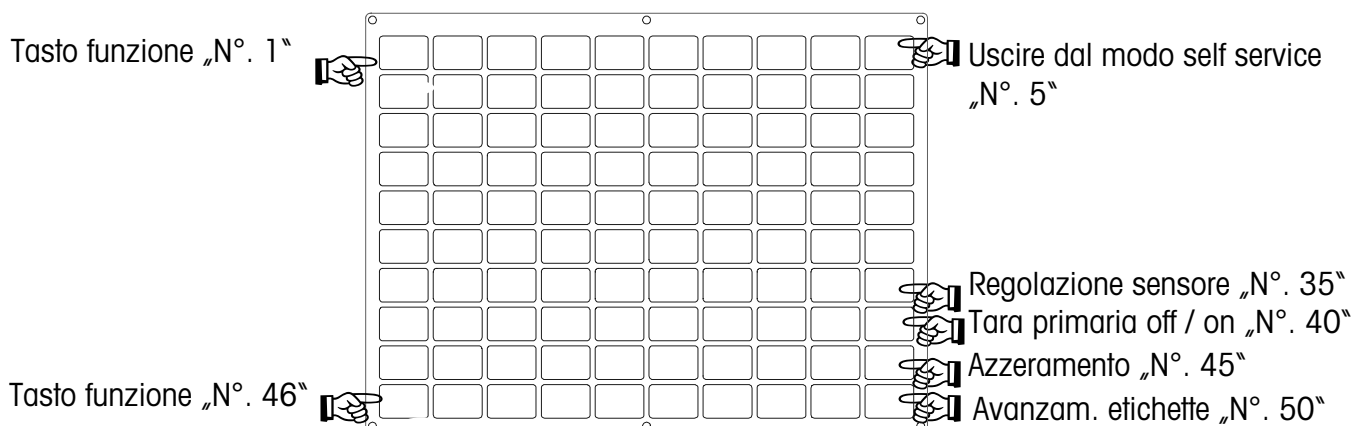 Tasto funzione „N°. 1‟
Uscire dal modo self service
„N°. 5‟
Regolazione sensore „N°. 35‟
Tara primaria off / on „N°. 40‟
Azzeramento „N°. 45‟
Tasto funzione „N°. 46‟
Avanzam. etichette „N°. 50‟